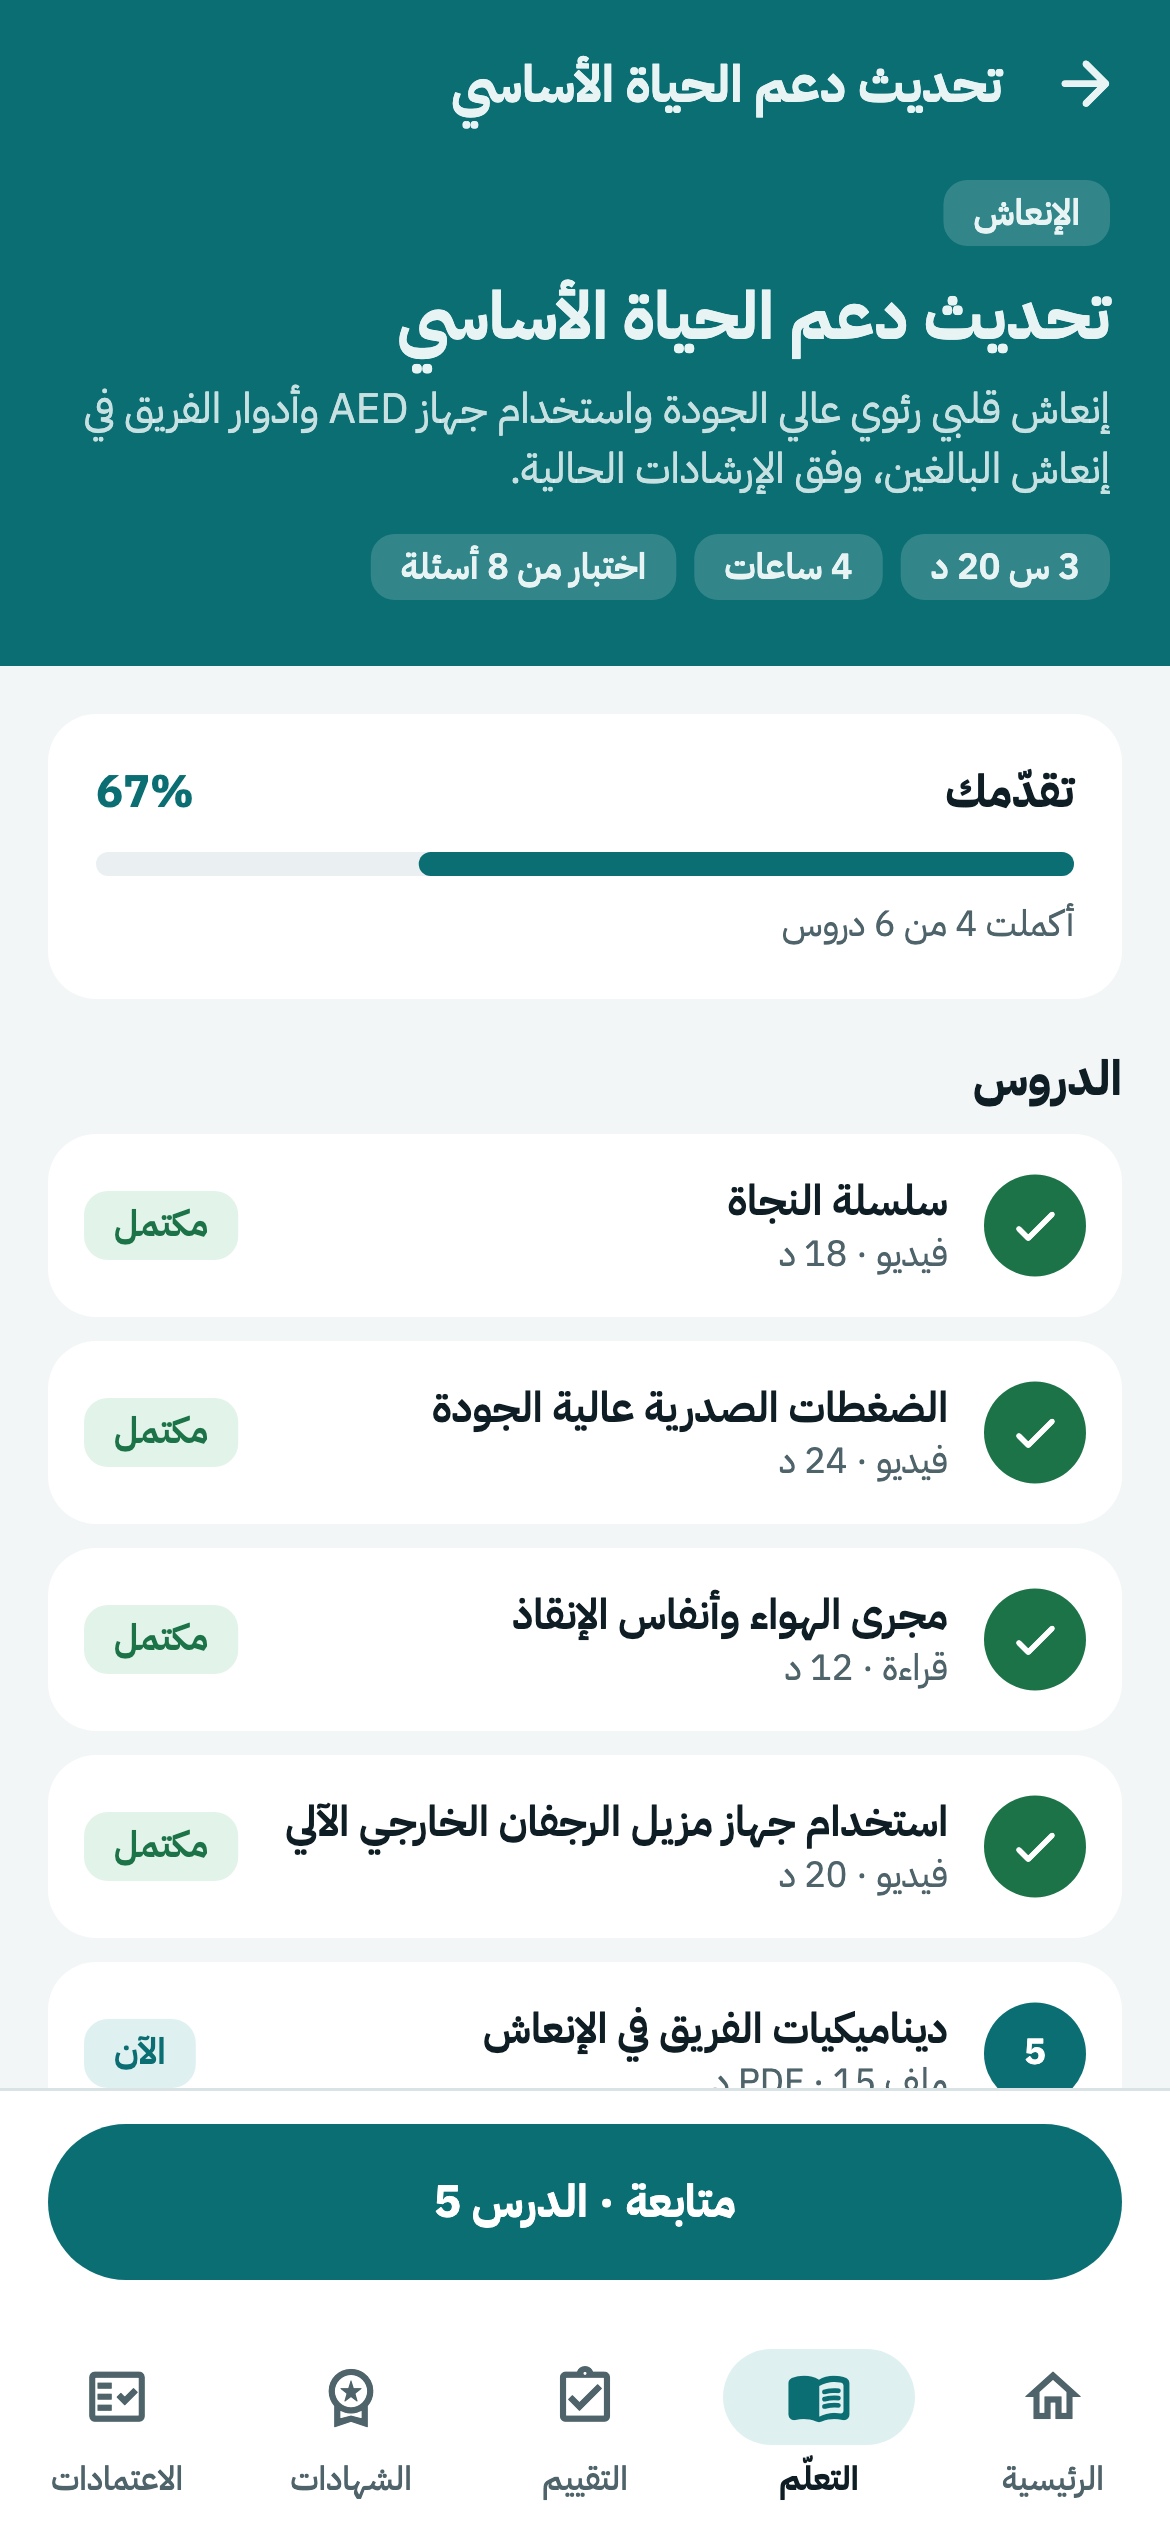 تحديث دعم الحياة الأساسي
الإنعاش
تحديث دعم الحياة الأساسي
إنعاش قلبي رئوي عالي الجودة واستخدام جهاز AED وأدوار الفريق في
إنعاش البالغين، وفق الإرشادات الحالية.
3 س 20 د
4 ساعات
اختبار من 8 أسئلة
تقدّمك
67%
أكملت 4 من 6 دروس
الدروس
سلسلة النجاة
فيديو · 18 د
مكتمل
الضغطات الصدرية عالية الجودة
فيديو · 24 د
مكتمل
مجرى الهواء وأنفاس الإنقاذ
قراءة · 12 د
مكتمل
استخدام جهاز مزيل الرجفان الخارجي الآلي
فيديو · 20 د
مكتمل
5
ديناميكيات الفريق في الإنعاش
ملف PDF · 15 د
الآن
متابعة · الدرس 5
الرئيسية
التعلّم
التقييم
الشهادات
الاعتمادات